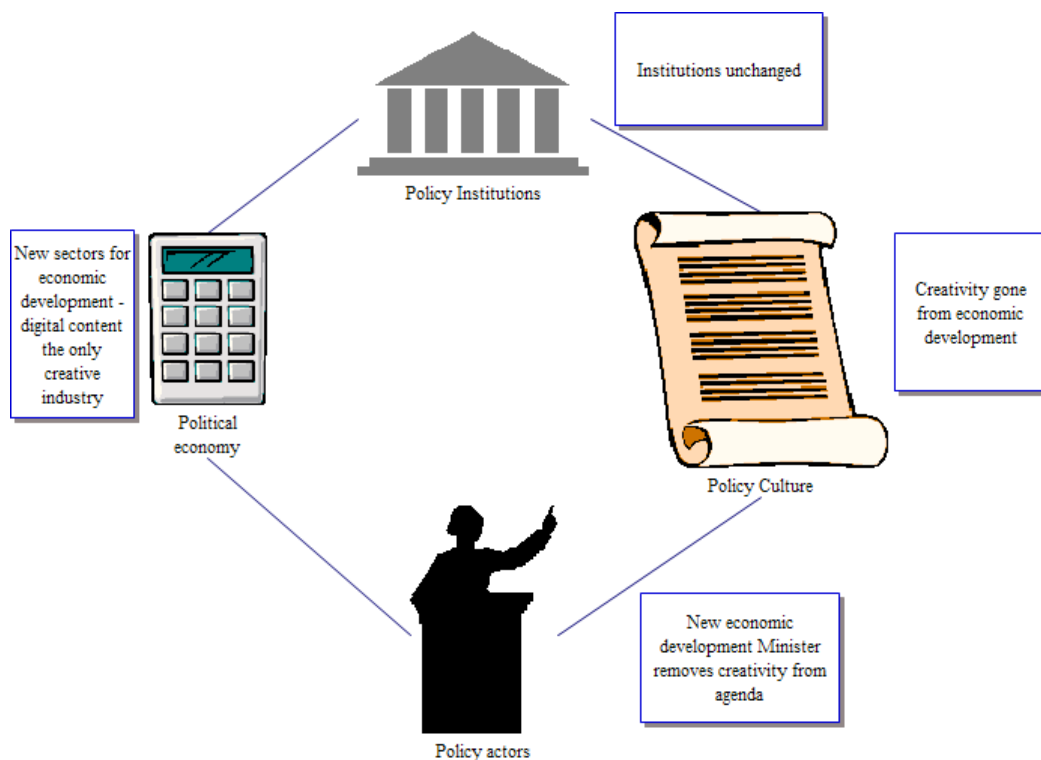 Institutions unchanged
Policy Institutions
New sectors for
economic
development -
digital content
the only
creative
industry
Creativity gone
from economic
development
Political
economy
Policy Culture
New economic
development Minister
removes creativity from
agenda
Policy actors